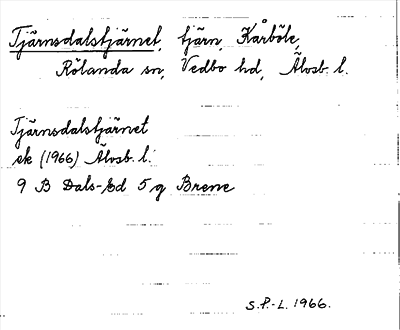 Tjärnsdalstjärnet, tjärn, Kårböle,
Rölanda sn, Vedbo hd, Älvsb. l.
Tjärnsdalstjärnet
ek (1966) Älvsb. l.
9 B Dals-Ed 5 g Brene
S.P.-L. 1966.